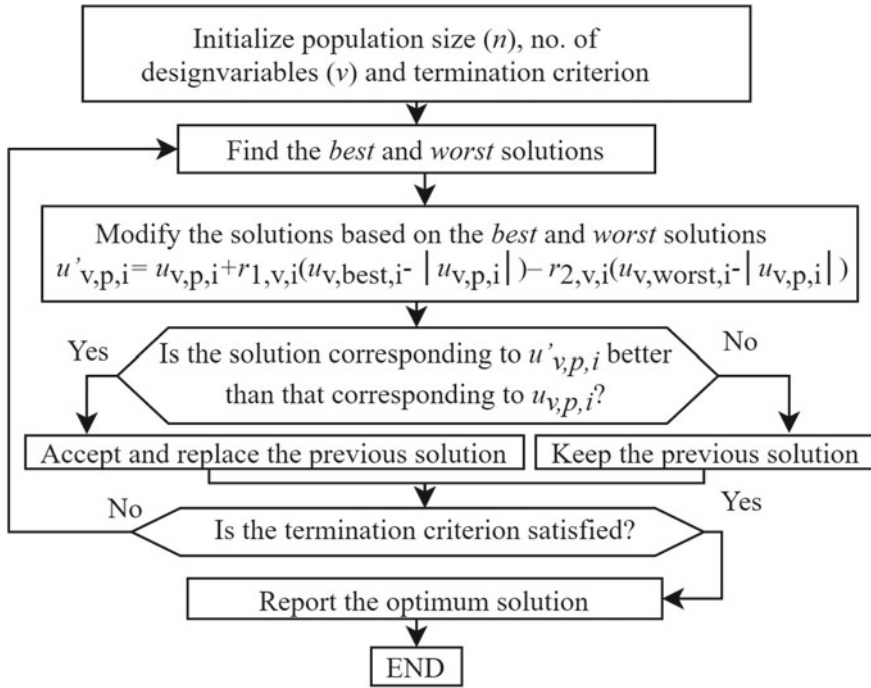 Initialize population size (n), no. of
designvariables (v) and termination criterion
Find the best and worst solutions
Modify the solutions based on the best and worst solutions
u'v,p,i= uv,p,i+r1,v,i(uv,best,i- |uv,p,i|)– r2,v,i(uv,worst,i-|uv,p,i|)
Yes
Is the solution corresponding to u'v,p,i better
than that corresponding to uv,p,i?
No
Accept and replace the previous solution
Keep the previous solution
No
Is the termination criterion satisfied?
Yes
Report the optimum solution
END